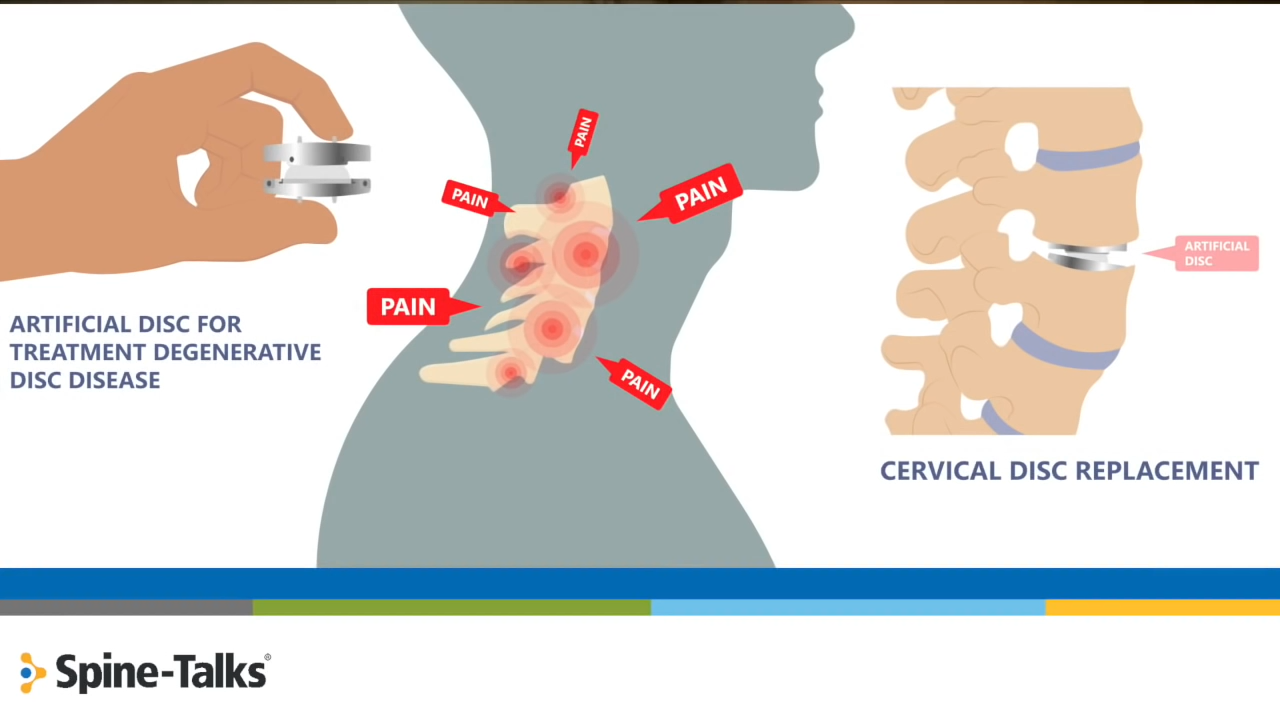 ARTIFICIAL DISC FOR
TREATMENT DEGENERATIVE
DISC DISEASE
PAIN
PAIN
PAIN
PAIN
PAIN
ARTIFICIAL
DISC
CERVICAL DISC REPLACEMENT
Spine-Talks®